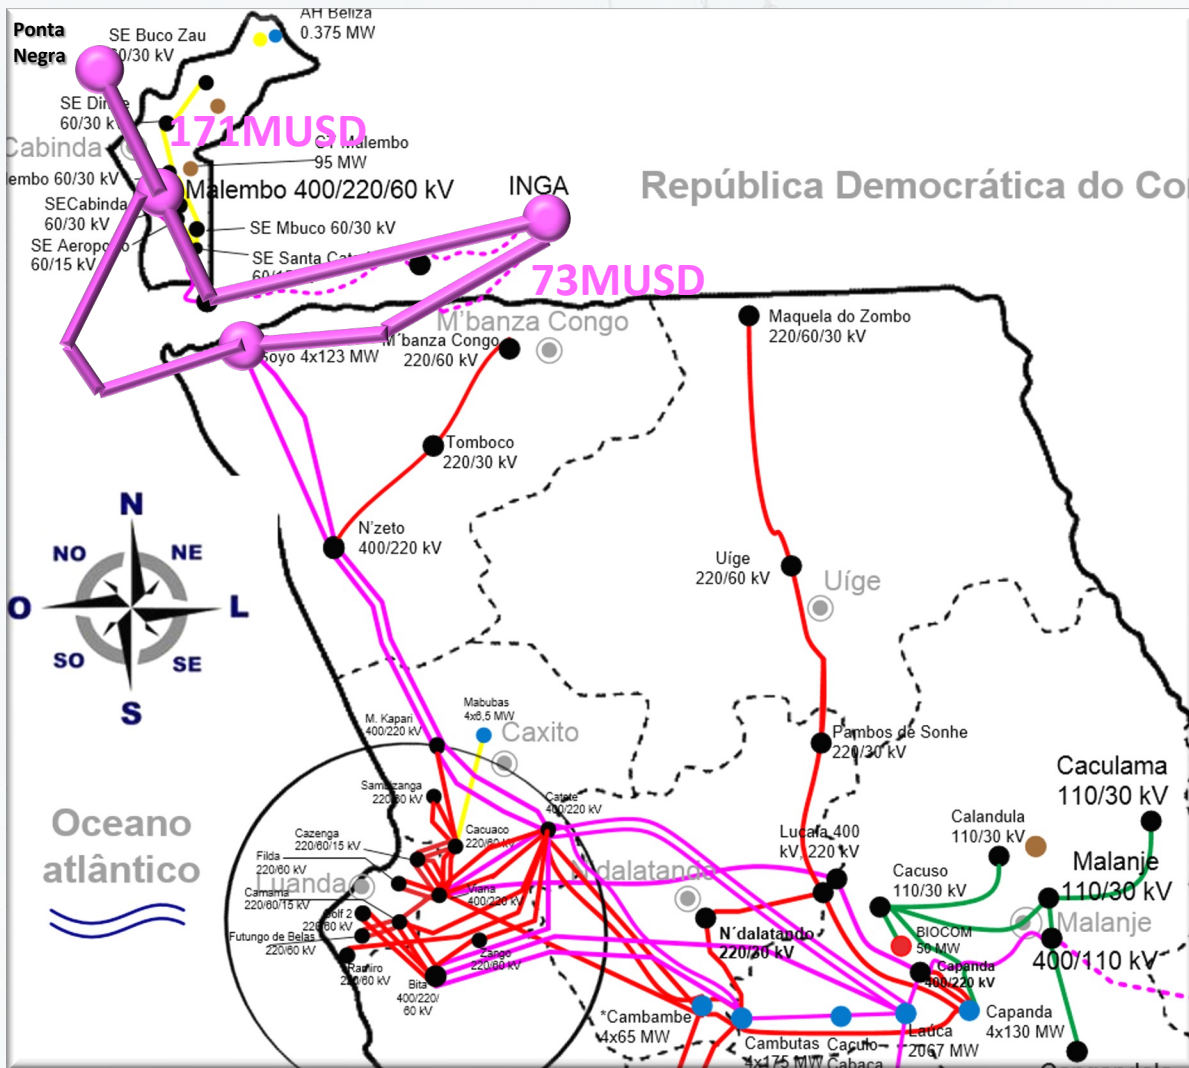 Ponta
Negra
SE Buco Zau
60/30 kV
AH Beliza
0.375 MW
60/30 kV
171MUSD
Malembo
95 MW
Cabinda
60/30 kV
Malembo 400/220/60 kV
INGA
República Democrática do Co
SECabinda
60/30 kV
SE Mbuco 60/30 kV
SE Aeroporto
60/15 kV
SE Santa
73MUSD
M'banza Congo
Maquela do Zombo
220/60/30 kV
Soyo 4x123 MW
M´banza Congo
220/60 kV
Tomboco
220/30 kV
N'zeto
400/220 kV
Uíge
220/60 kV
Uíge
N
NO
NE
O
L
SO
SE
S
M. Kapari
400/220 kV
Mabubas
4x6,5 MW
Caxito
Pambos de Sonhe
220/30 kV
Caculama
110/30 kV
Oceano
atlântico
Sambizanga
220/60 kV
Catete
400/220 kV
Cazenga
220/60/15 kV
Cacuaco
220/60 kV
Filda
220/60 kV
Luanda
Camama
220/60/15 kV
Viana
400/220 kV
Golf 2
220/60 kV
Futungo de Belas
220/60 kV
Ramiro
220/60 kV
Zango
220/60 kV
Bita
400/220/
60 kV
N'dalatando
Lucala 400
kV, 220 kV
Calandula
110/30 kV
Cacuso
110/30 kV
Malanje
110/30 kV
Malanje
N´dalatando
220/30 kV
BIOCOM
50 MW
400/110 kV
Capanda
400/220 kV
*Cambambe
4x65 MW
Cambutas
4x175 MW
Caculo
Cabaça
Laúca
2067 MW
Capanda
4x130 MW